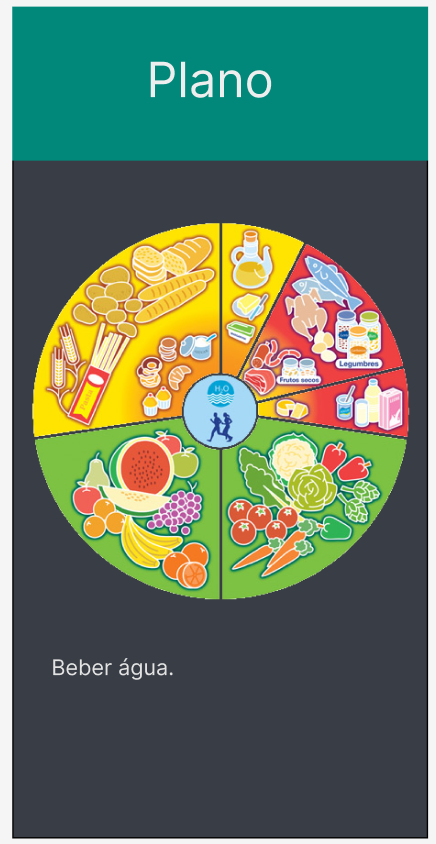 Plano
Legumbres
Frutos secos
H₂O
Beber água.